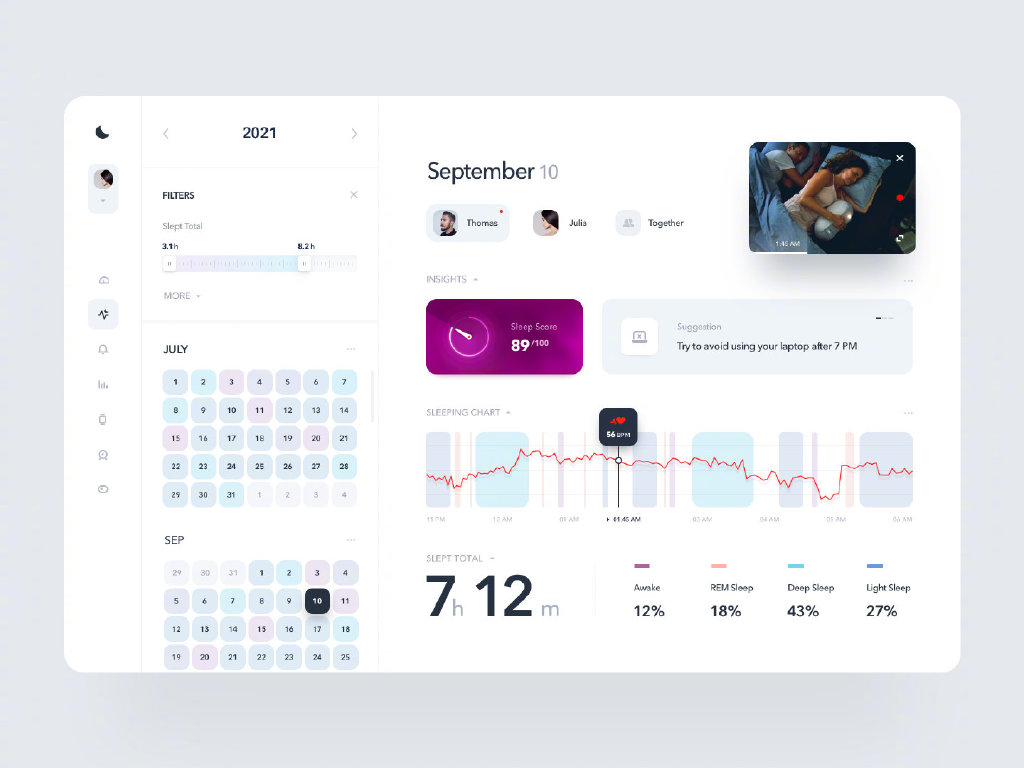 2021
FILTERS
Slept Total
3.1h 8.2 h
MORE
JULY
1 2 3 4 5 6 7
8 9 10 11 12 13 14
15 16 17 18 19 20 21
22 23 24 25 26 27 28
29 30 31 1 2 3 4
SEP
29 30 31 1 2 3 4
5 6 7 8 9 10 11
12 13 14 15 16 17 18
19 20 21 22 23 24 25
September 10
Thomas Julia Together
1:45 AM
INSIGHTS
Sleep Score
89/100
Suggestion
Try to avoid using your laptop after 7 PM
SLEEPING CHART
56 BPM
11 PM 12 AM 01 AM 01:45 AM 03 AM 04 AM 05 AM 06 AM
SLEPT TOTAL
7h 12 m
Awake REM Sleep Deep Sleep Light Sleep
12% 18% 43% 27%